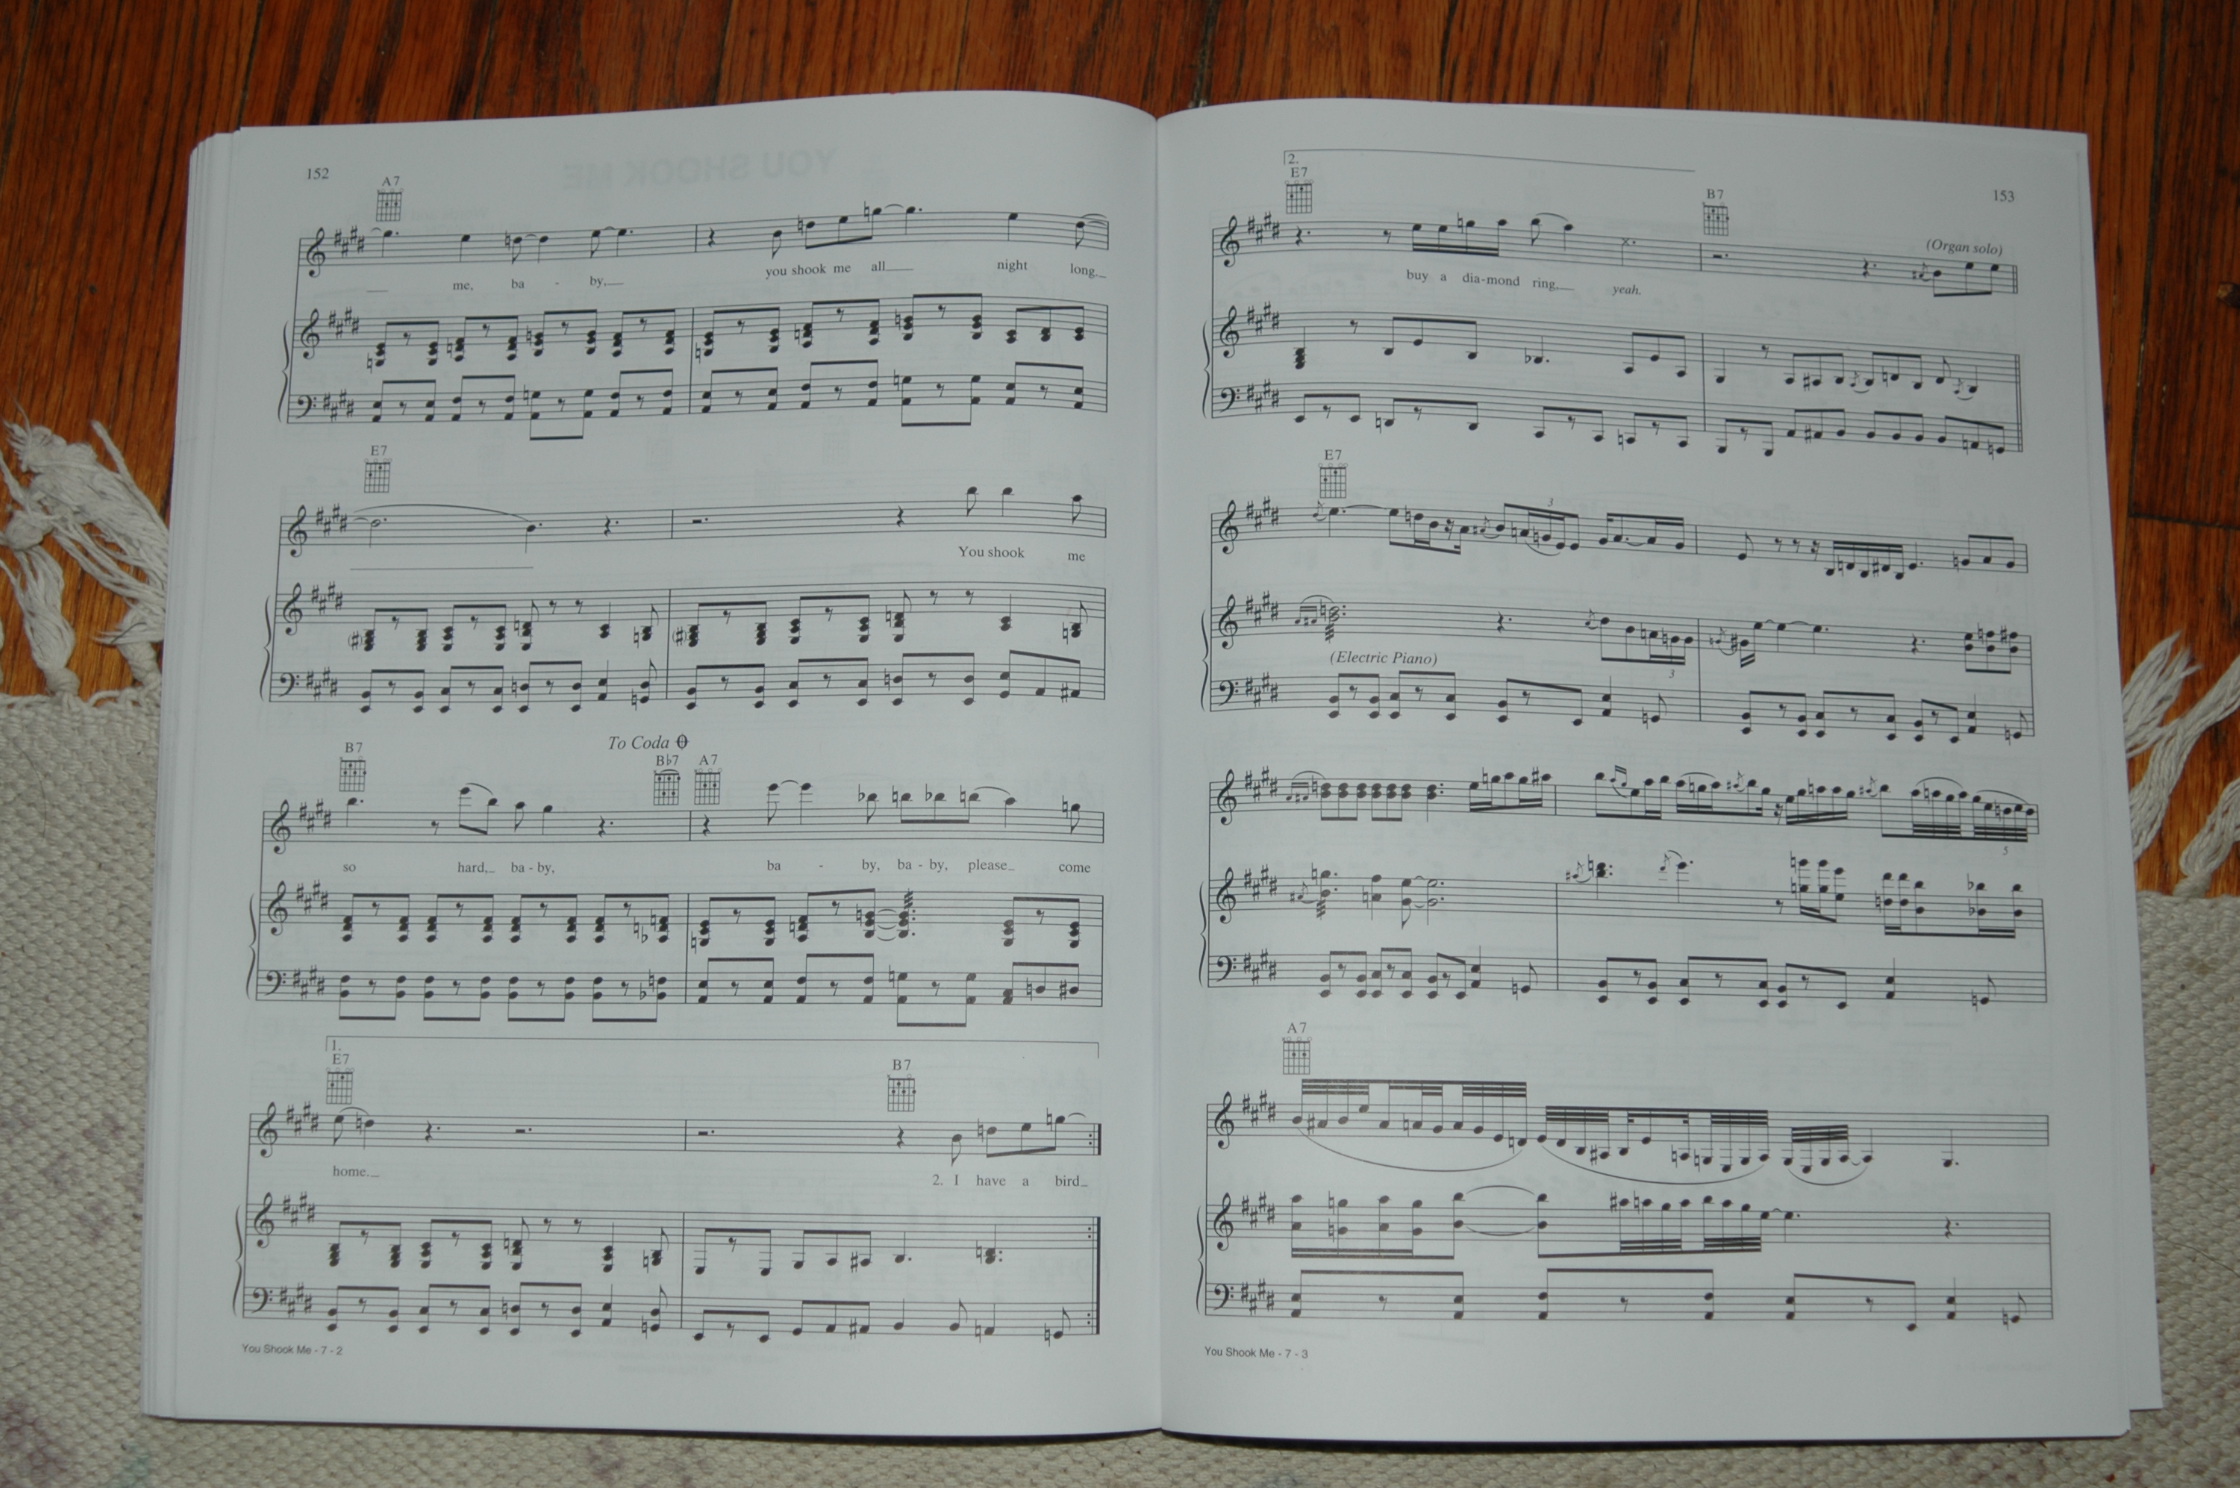 152
A7
me, ba - by, you shook me all night long.
E7
You shook me
B7 To Coda B♭7 A7
so hard, ba - by, ba - by, ba - by, please come
1.
E7 B7
home. 2. I have a bird
You Shook Me - 7 - 2
153
2.
E7 B7
(Organ solo)
buy a dia-mond ring, yeah.
E7
3
(Electric Piano)
3
5
A7
You Shook Me - 7 - 3